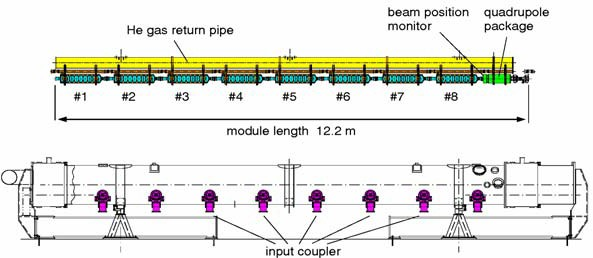 He gas return pipe
beam position
monitor
quadrupole
package
#1 #2 #3 #4 #5 #6 #7 #8
module length 12.2 m
input coupler